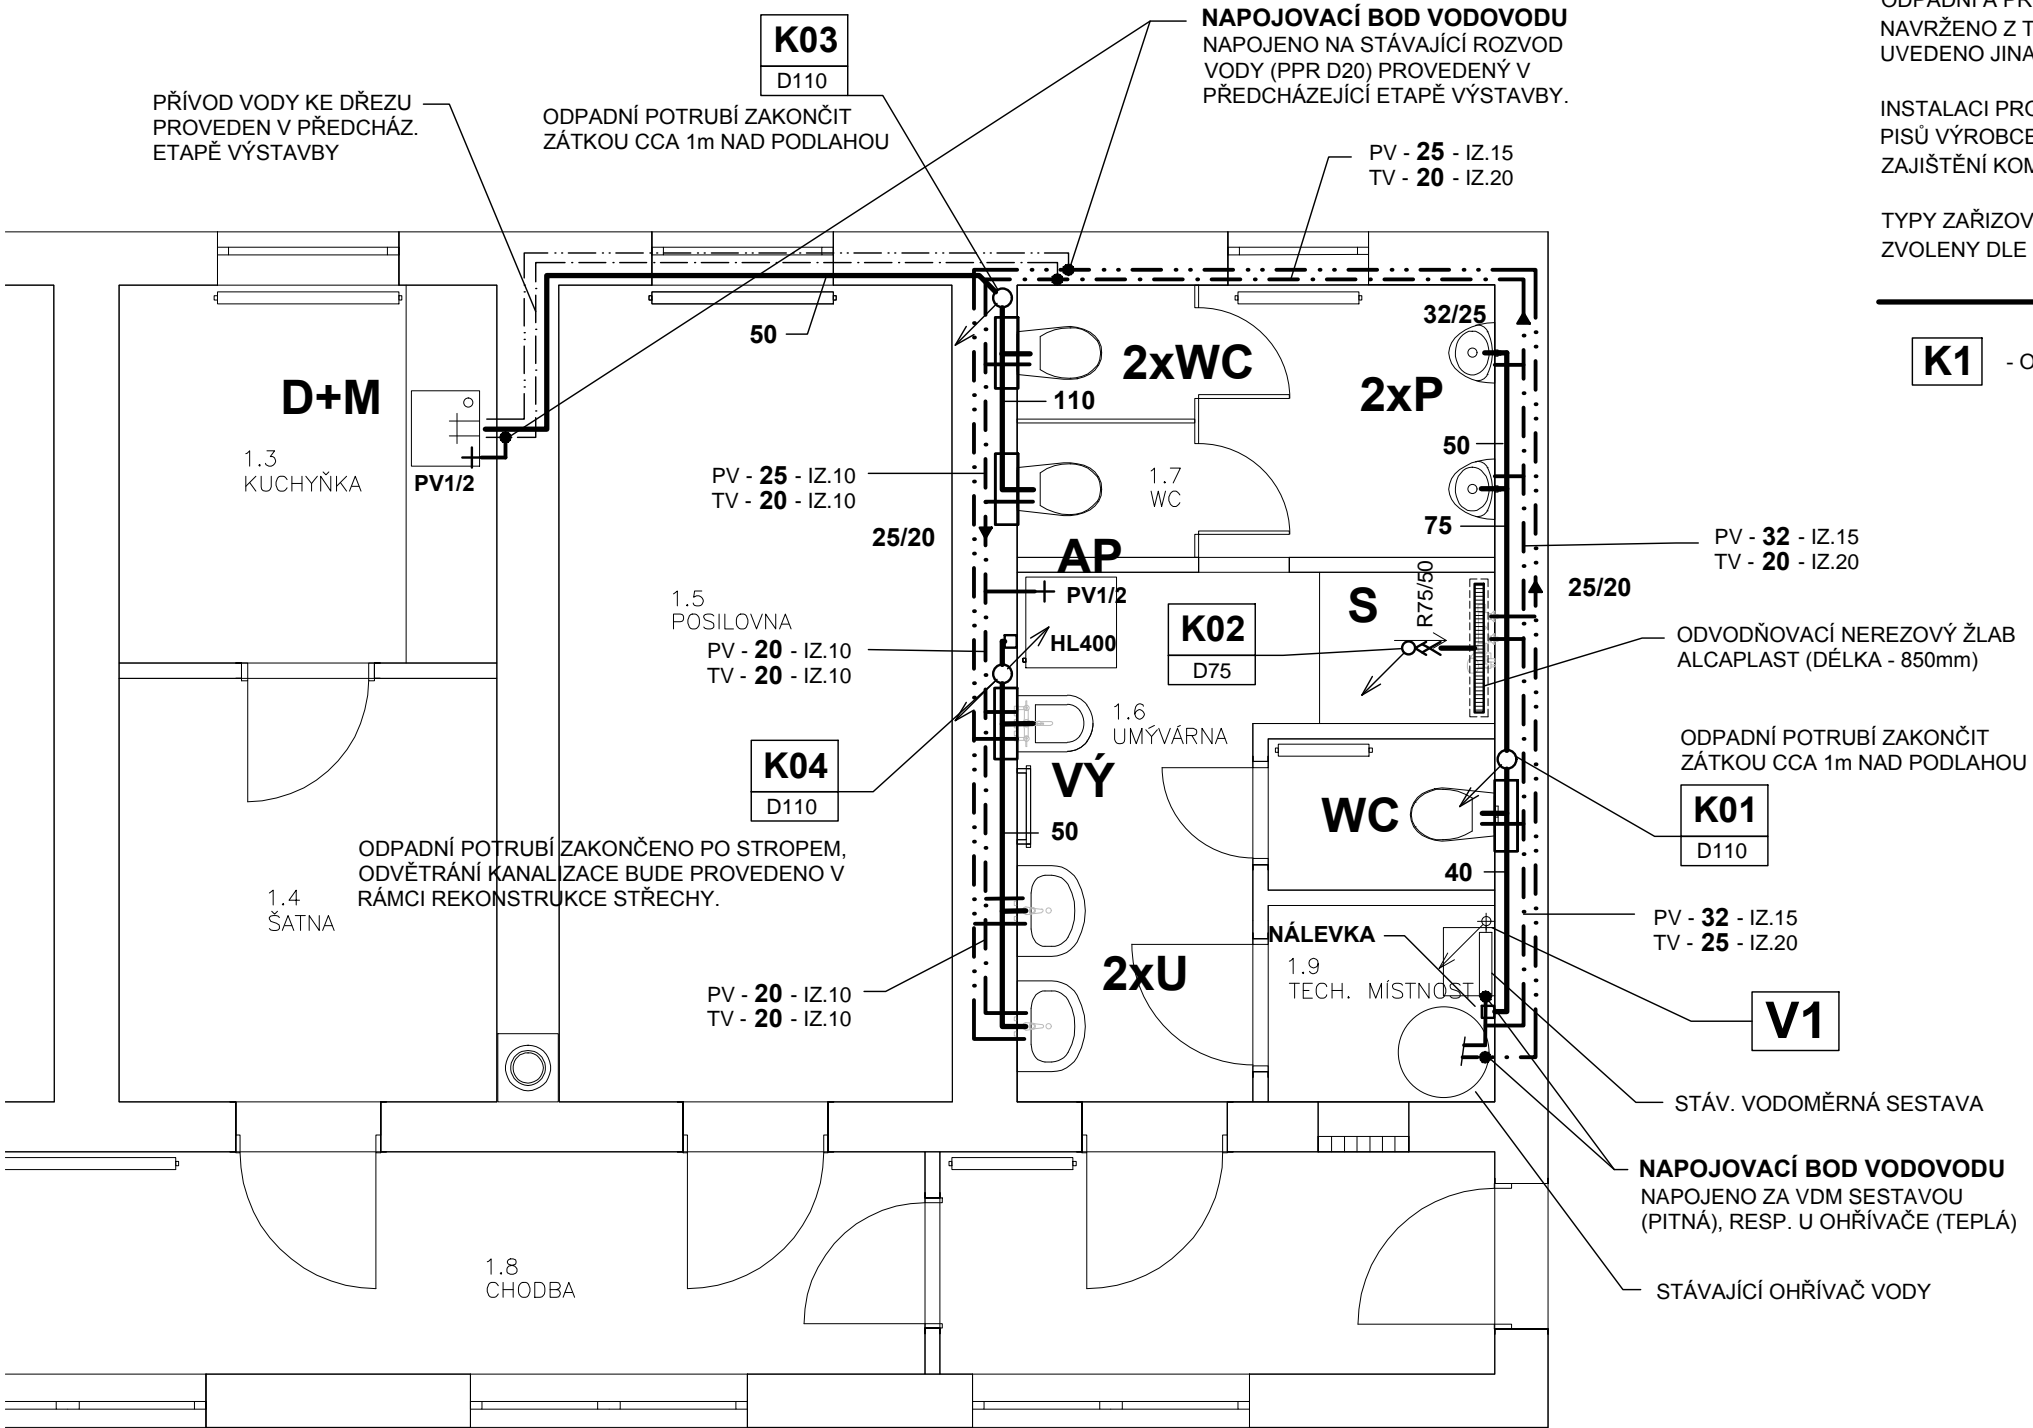 K03
D110
ODPADNÍ POTRUBÍ ZAKONČIT
ZÁTKOU CCA 1m NAD PODLAHOU
PŘÍVOD VODY KE DŘEZU
PROVEDEN V PŘEDCHÁZ.
ETAPĚ VÝSTAVBY
NAPOJOVACÍ BOD VODOVODU
NAPOJENO NA STÁVAJÍCÍ ROZVOD
VODY (PPR D20) PROVEDENÝ V
PŘEDCHÁZEJÍCÍ ETAPĚ VÝSTAVBY.
PV - 25 - IZ.15
TV - 20 - IZ.20
ODPADNÍ A PR
NAVRŽENO Z T
UVEDENO JINA
INSTALACI PRO
PISŮ VÝROBCE
ZAJIŠTĚNÍ KOM
TYPY ZAŘIZOV
ZVOLENY DLE
K1 - O
50
32/25
D+M
2xWC
2xP
110
50
75
1.3
KUCHYŇKA
PV1/2
PV - 25 - IZ.10
TV - 20 - IZ.10
25/20
1.7
WC
AP
PV1/2
HL400
1.5
POSILOVNA
PV - 20 - IZ.10
TV - 20 - IZ.10
K02
D75
S
R75/50
25/20
PV - 32 - IZ.15
TV - 20 - IZ.20
ODVODŇOVACÍ NEREZOVÝ ŽLAB
ALCAPLAST (DÉLKA - 850mm)
1.6
UMÝVÁRNA
K04
D110
VÝ
50
WC
40
ODPADNÍ POTRUBÍ ZAKONČIT
ZÁTKOU CCA 1m NAD PODLAHOU
K01
D110
ODPADNÍ POTRUBÍ ZAKONČENO PO STROPEM,
ODVĚTRÁNÍ KANALIZACE BUDE PROVEDENO V
RÁMCI REKONSTRUKCE STŘECHY.
1.4
ŠATNA
PV - 32 - IZ.15
TV - 25 - IZ.20
NÁLEVKA
1.9
TECH. MÍSTNOST
2xU
PV - 20 - IZ.10
TV - 20 - IZ.10
V1
STÁV. VODOMĚRNÁ SESTAVA
NAPOJOVACÍ BOD VODOVODU
NAPOJENO ZA VDM SESTAVOU
(PITNÁ), RESP. U OHŘÍVAČE (TEPLÁ)
STÁVAJÍCÍ OHŘÍVAČ VODY
1.8
CHODBA